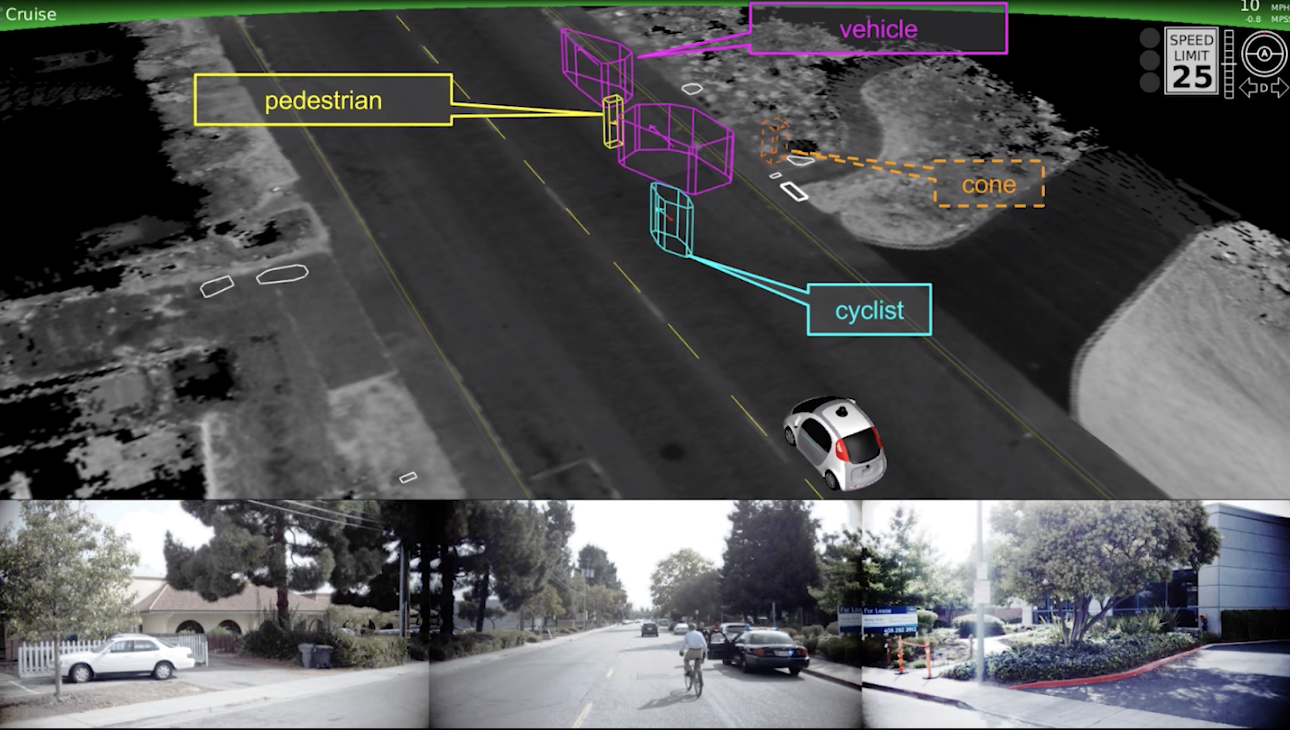 Cruise
10 MPH
-0.8 MPSS
vehicle
SPEED
LIMIT
25
A
D
pedestrian
cone
cyclist
For Lease